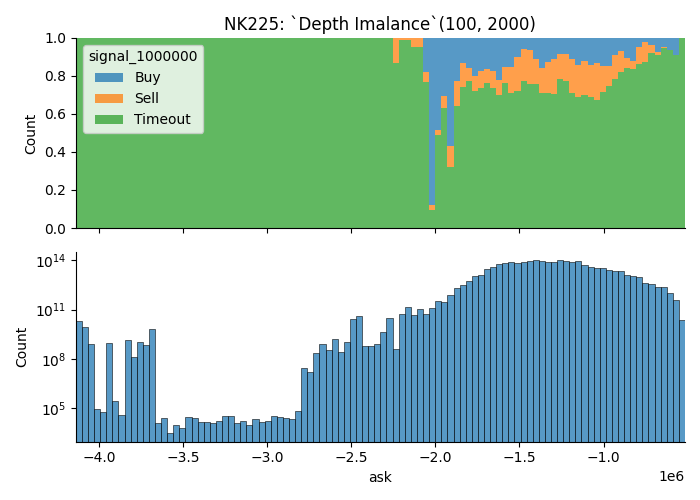 NK225: `Depth Imalance`(100, 2000)
1.0
0.8
0.6
0.4
0.2
0.0
Count
signal_1000000
Buy
Sell
Timeout
10^14
10^11
10^8
10^5
Count
−4.0 −3.5 −3.0 −2.5 −2.0 −1.5 −1.0
1e6
ask